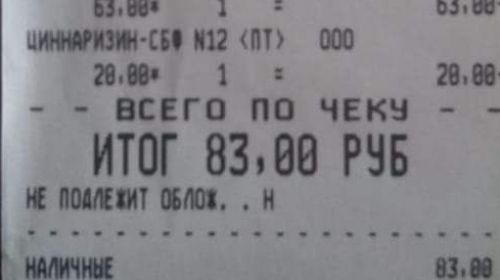 63.00* 1 = 63.00
ЦИННАРИЗИН-СБФ N12 <ПТ> ООО
20.00* 1 = 20.00
- - ВСЕГО ПО ЧЕКУ - -
ИТОГ 83,00 РУБ
НЕ ПОДЛЕЖИТ ОБЛОЖ. . Н
- - - - - - - - - - - - - - - - - - - - - - - -
НАЛИЧНЫЕ 83.00